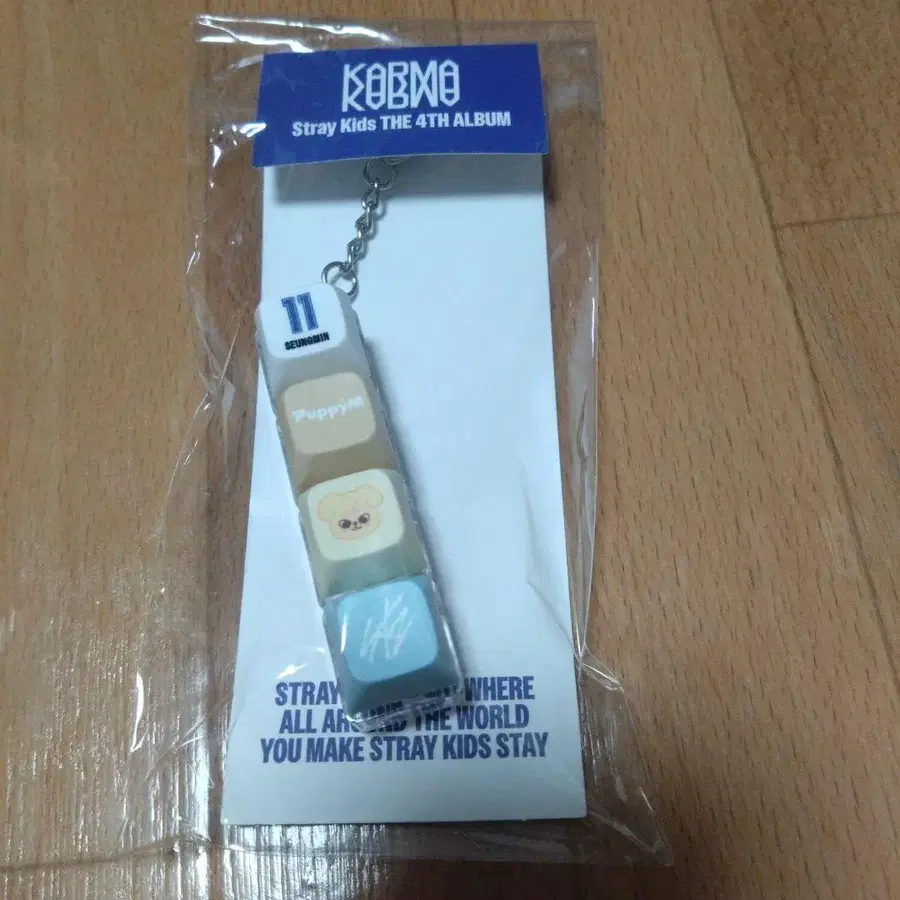 KARMA
Stray Kids THE 4TH ALBUM
11
SEUNGMIN
PuppyM
STRAY WHERE
ALL AROUND THE WORLD
YOU MAKE STRAY KIDS STAY